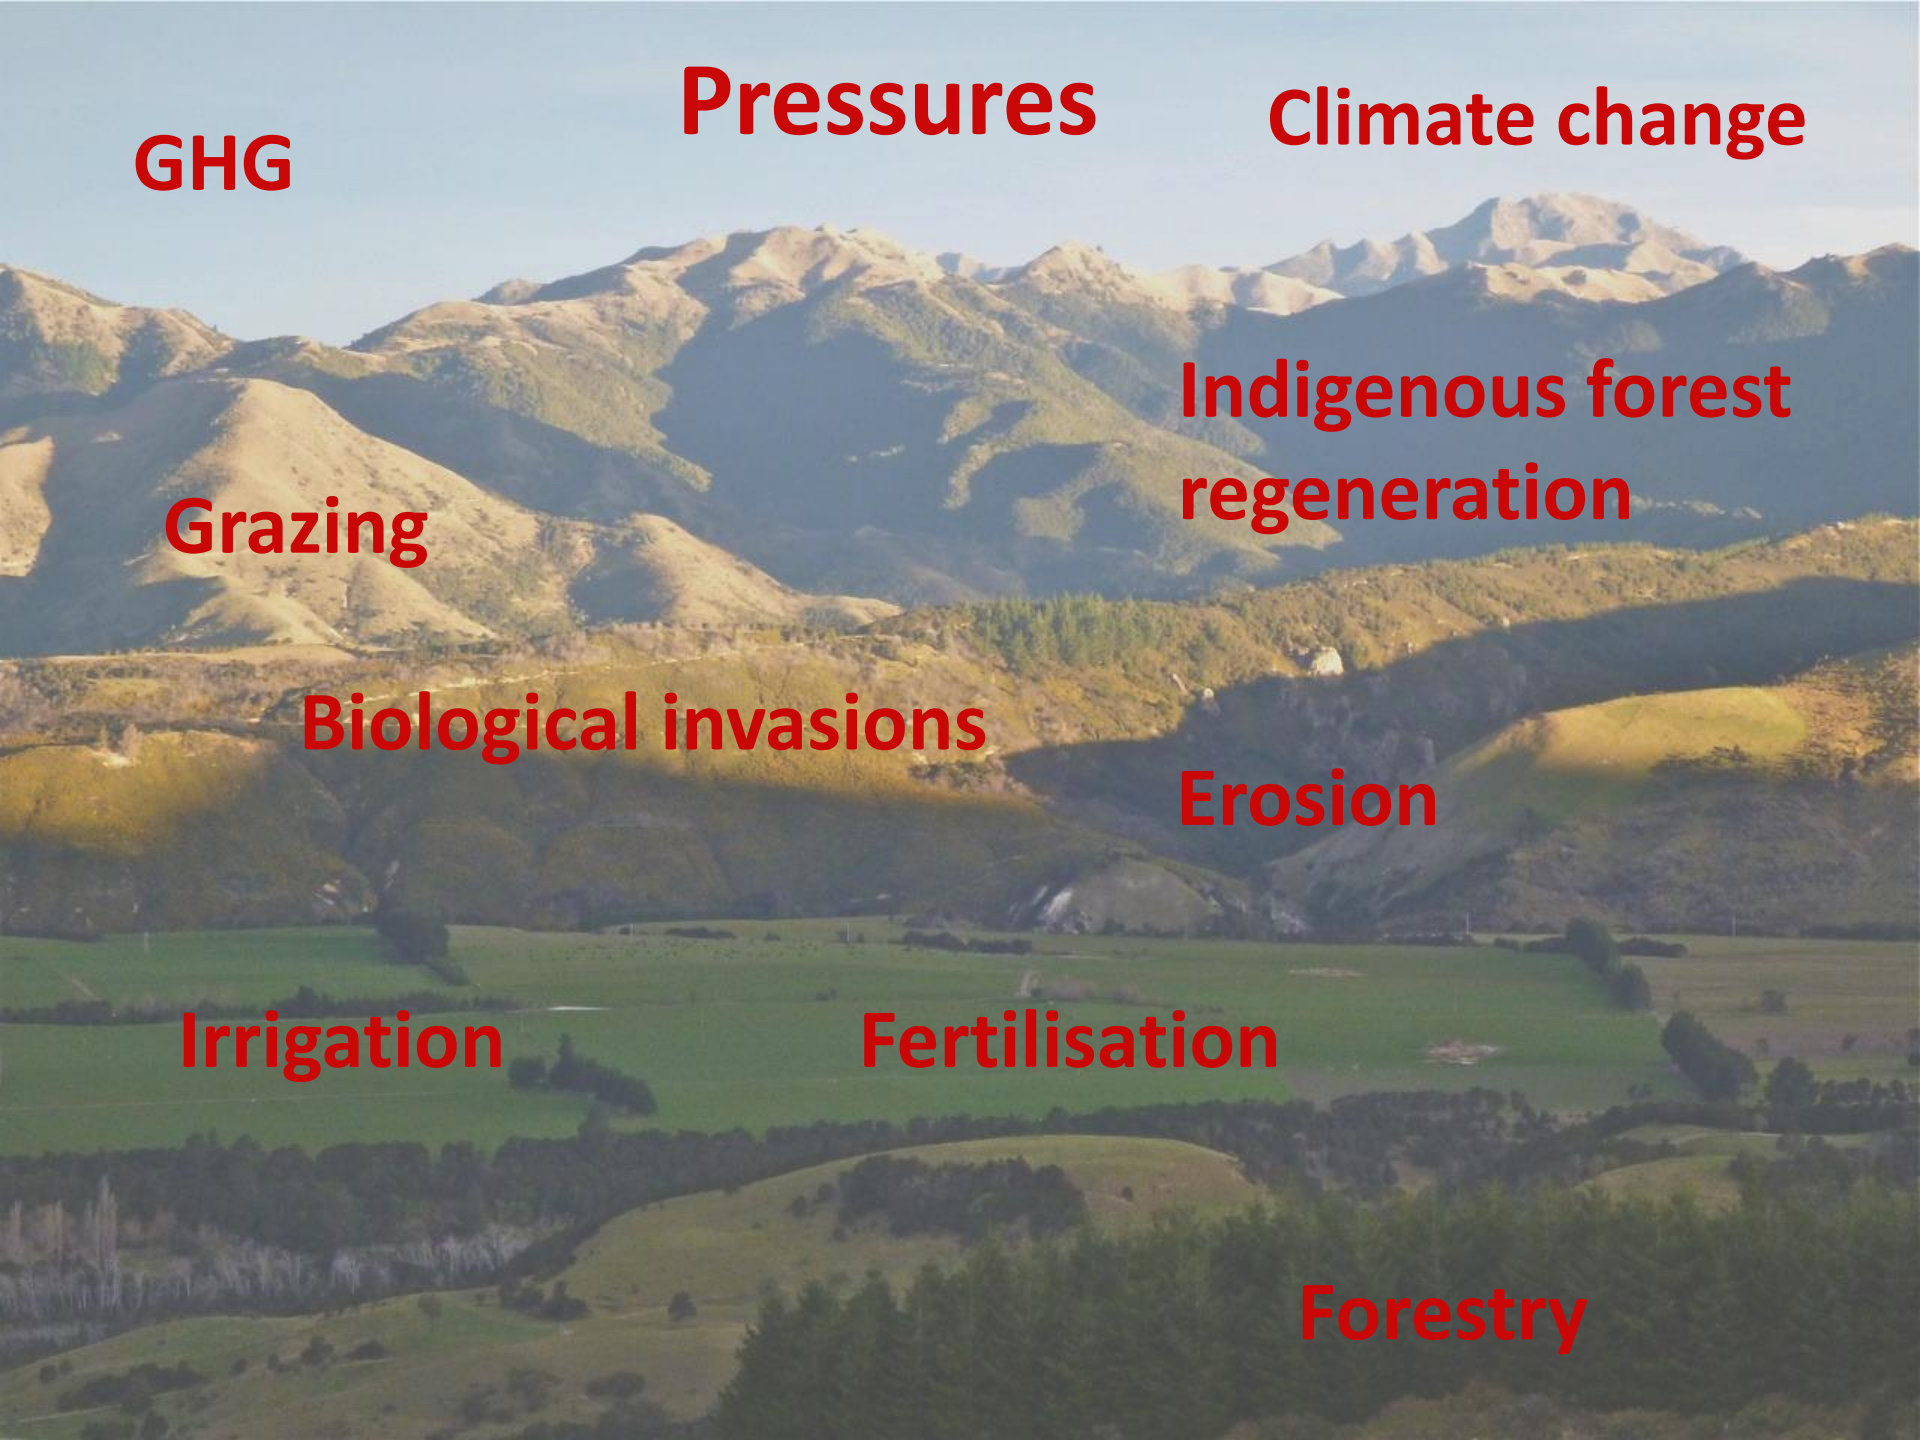 Pressures
Climate change
GHG
Indigenous forest
regeneration
Grazing
Biological invasions
Erosion
Irrigation
Fertilisation
Forestry